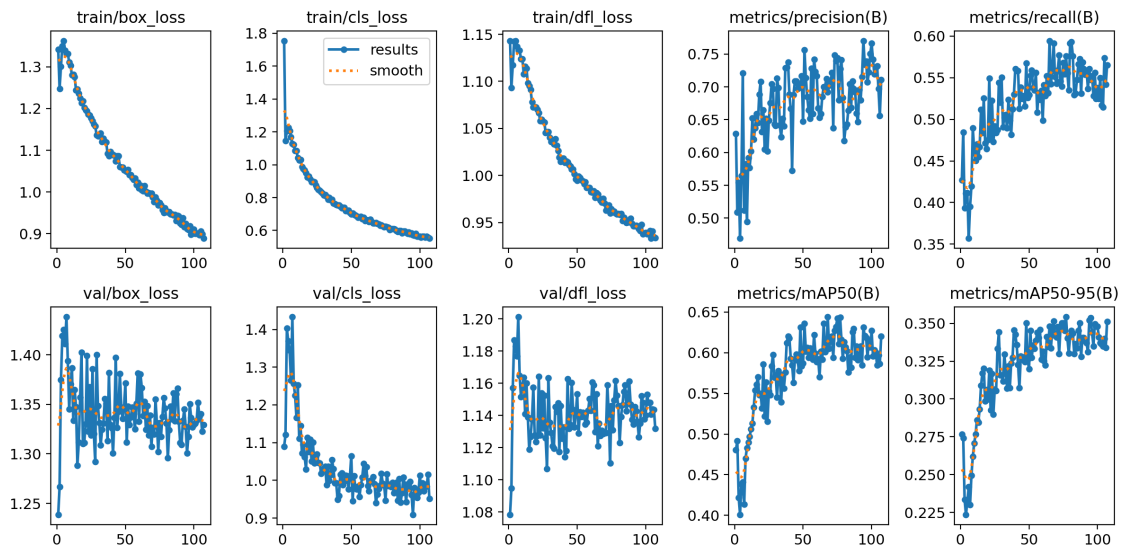 train/box_loss
train/cls_loss
train/dfl_loss
metrics/precision(B)
metrics/recall(B)
1.3
1.2
1.1
1.0
0.9
0 50 100
1.8
1.6
1.4
1.2
1.0
0.8
0.6
results
smooth
0 50 100
1.15
1.10
1.05
1.00
0.95
0 50 100
0.75
0.70
0.65
0.60
0.55
0.50
0 50 100
0.60
0.55
0.50
0.45
0.40
0.35
0 50 100
val/box_loss
val/cls_loss
val/dfl_loss
metrics/mAP50(B)
metrics/mAP50-95(B)
1.40
1.35
1.30
1.25
0 50 100
1.4
1.3
1.2
1.1
1.0
0.9
0 50 100
1.20
1.18
1.16
1.14
1.12
1.10
1.08
0 50 100
0.65
0.60
0.55
0.50
0.45
0.40
0 50 100
0.350
0.325
0.300
0.275
0.250
0.225
0 50 100